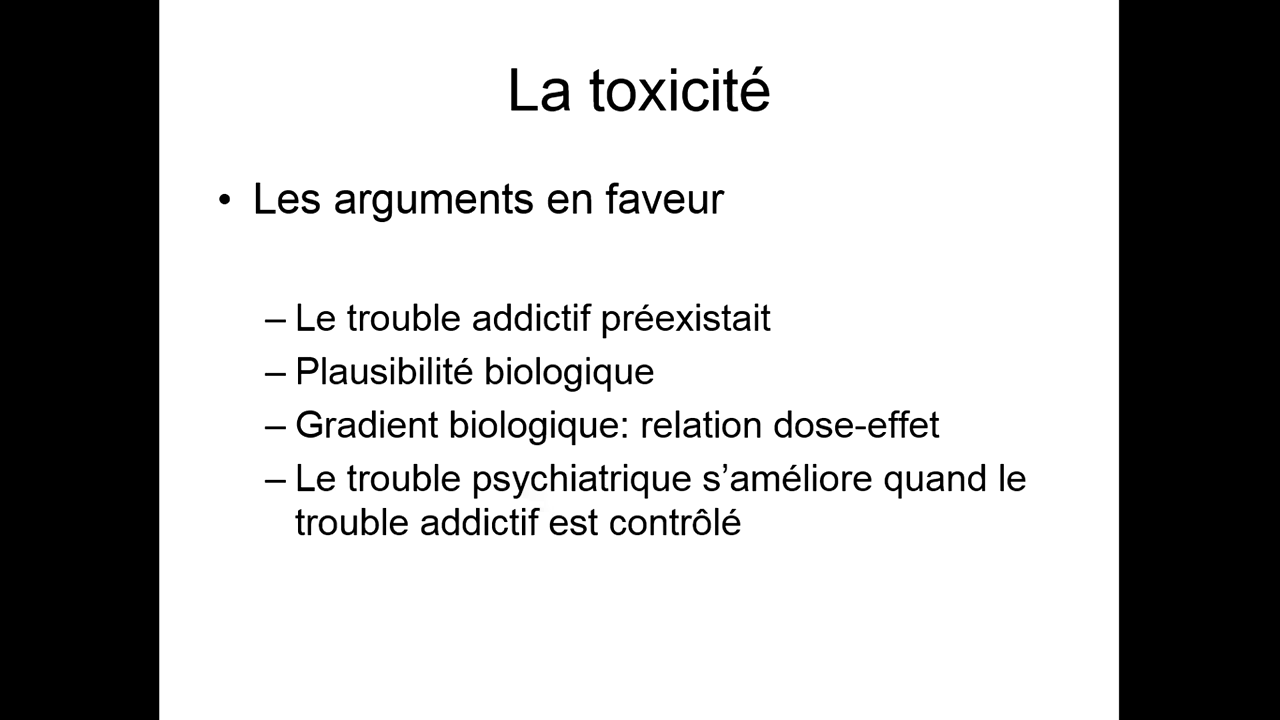 La toxicité
• Les arguments en faveur
– Le trouble addictif préexistait
– Plausibilité biologique
– Gradient biologique: relation dose-effet
– Le trouble psychiatrique s’améliore quand le
trouble addictif est contrôlé